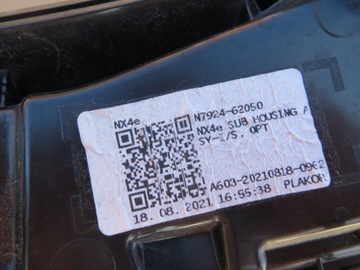 NX4e N7924-62050
NX4e SUB HOUSING A
SY-I/S, OPT
A603-20210818-0962
18. 08. 2021 16:55:38 PLAKOR